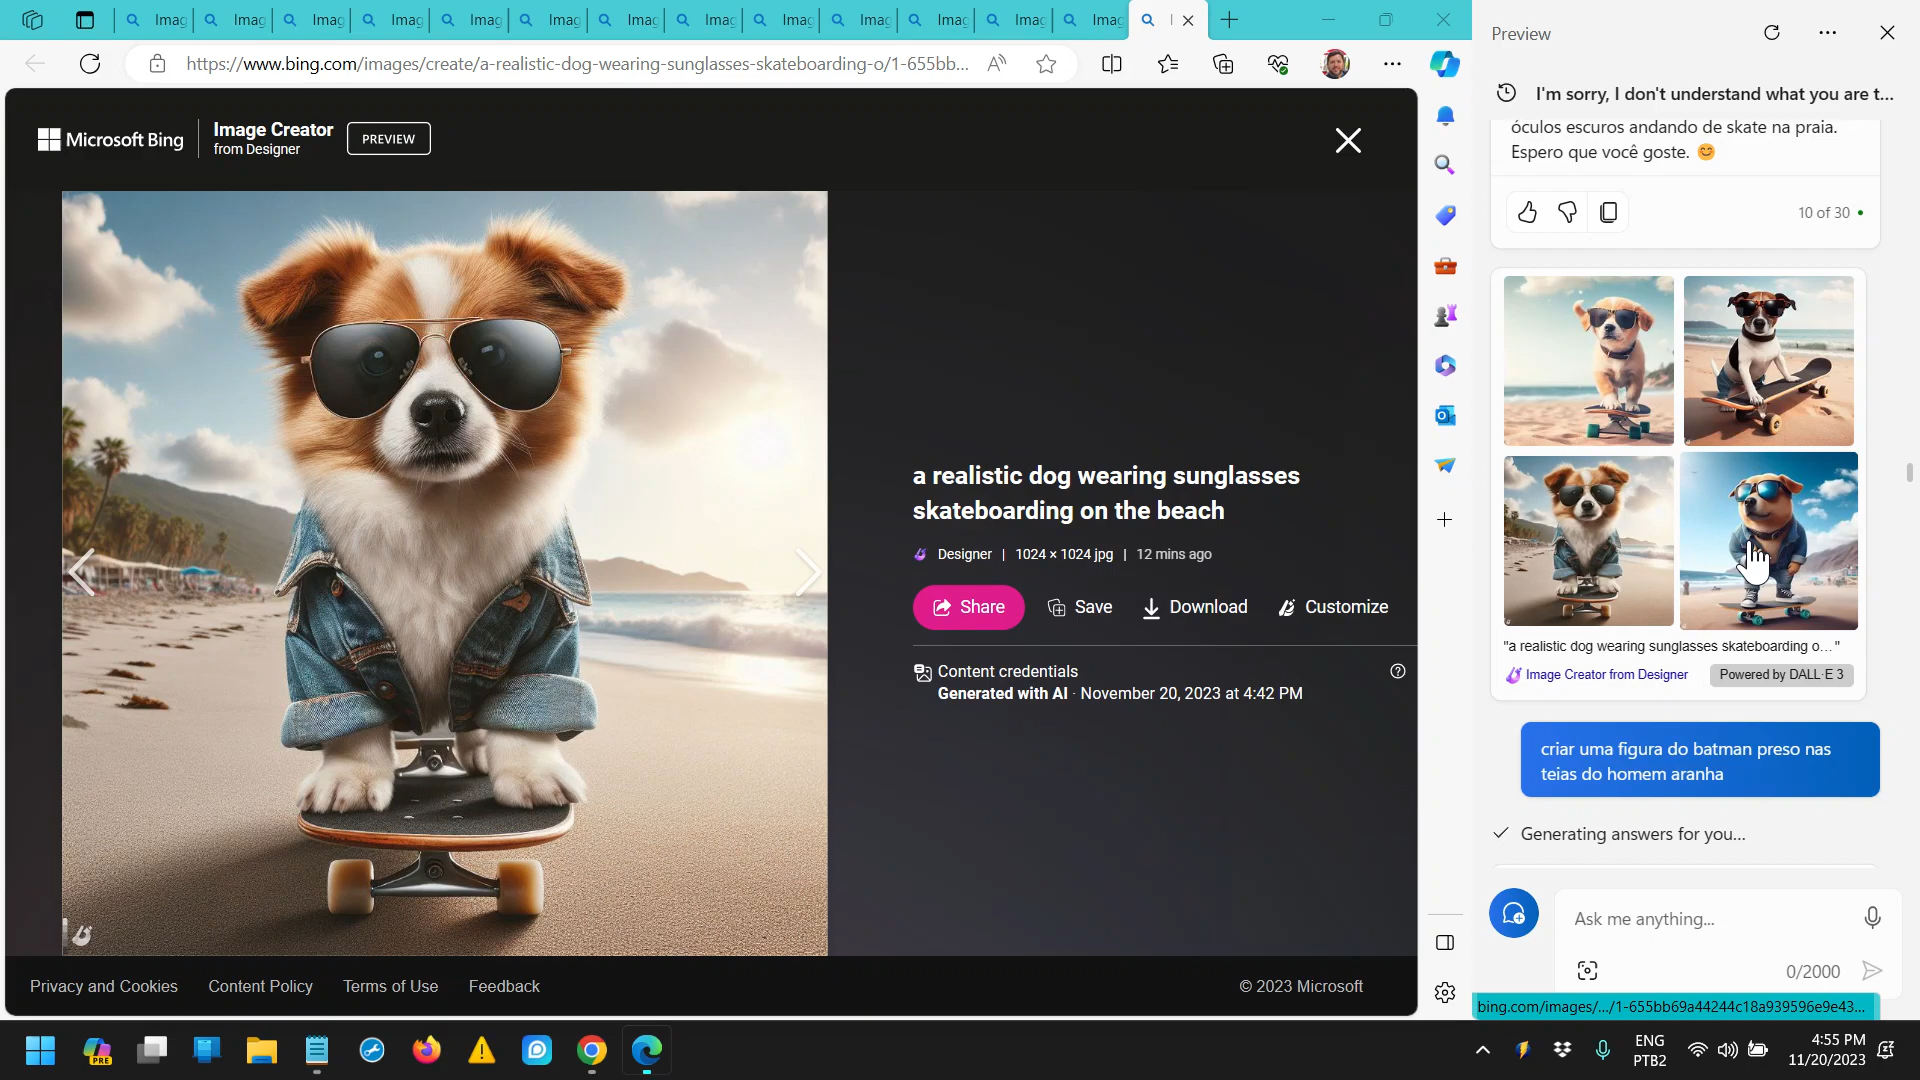 Imag
Imag
Imag
Imag
Imag
Imag
Imag
Imag
Imag
Imag
Imag
Imag
Imag
https://www.bing.com/images/create/a-realistic-dog-wearing-sunglasses-skateboarding-o/1-655bb...
Microsoft Bing
Image Creator
from Designer
PREVIEW
a realistic dog wearing sunglasses
skateboarding on the beach
Designer | 1024 × 1024 jpg | 12 mins ago
Share
Save
Download
Customize
Content credentials
Generated with AI · November 20, 2023 at 4:42 PM
Privacy and Cookies
Content Policy
Terms of Use
Feedback
© 2023 Microsoft
Preview
I'm sorry, I don't understand what you are t...
óculos escuros andando de skate na praia.
Espero que você goste. 😊
10 of 30
"a realistic dog wearing sunglasses skateboarding o..."
Image Creator from Designer
Powered by DALL·E 3
criar uma figura do batman preso nas
teias do homem aranha
Generating answers for you...
Ask me anything...
0/2000
bing.com/images/.../1-655bb69a44244c18a939596e9e43...
PRE
ENG
PTB2
4:55 PM
11/20/2023